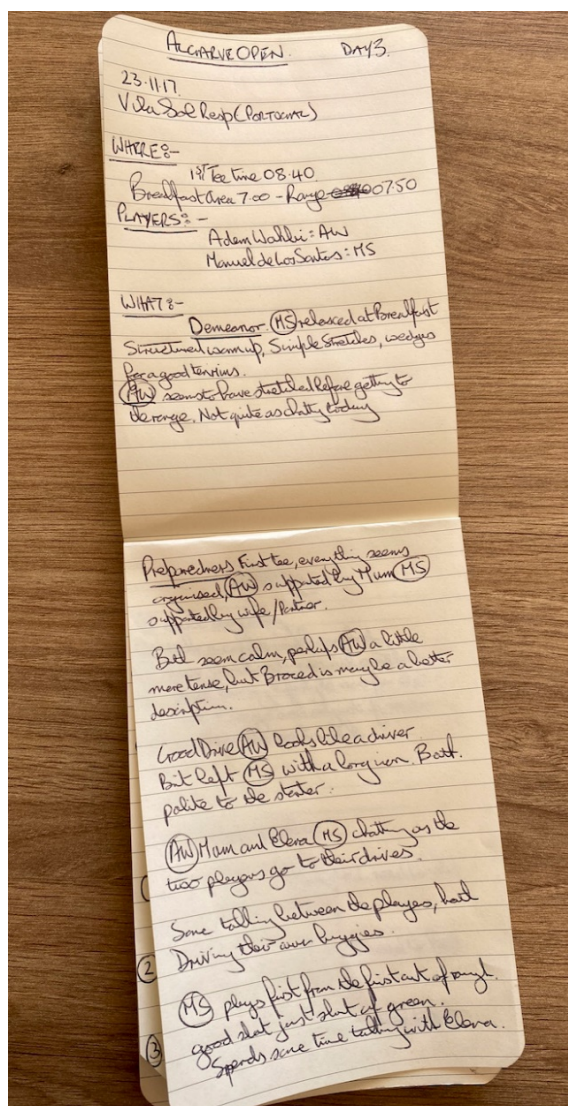 ALGARVE OPEN. DAY 3.
23.11.17
Vila Sol Resp (PORTUGAL)
WHERE:-
1st Tee time 08.40.
Breakfast area 7.00 - Range 07.50
PLAYERS:-
Adem Wahbi = AW
Manuel de Los Santos = MS
WHAT:-
Demeanor. MS relaxed at Breakfast
Structured warmup, Simple Stretches, wedges
for a good ten mins.
AW seems to have stretched before getting to
the range. Not quite as chatty today
Preparedness First tee, everything seems
organised, AW supported by Mum MS
supported by wife/Partner.
Both seem calm, perhaps AW a little
more tense, but Braced is maybe a better
description.
Good Drive AW looks like a driver
Bit left MS with a long iron. Both
polite to the starter.
AW Mum and Elena MS chatting as the
two players go to their drives.
Some talking between the players, both
Driving their own buggies.
2
MS plays first from the first cut of rough.
good shot just short of green.
3
Spends some time talking with Elena.